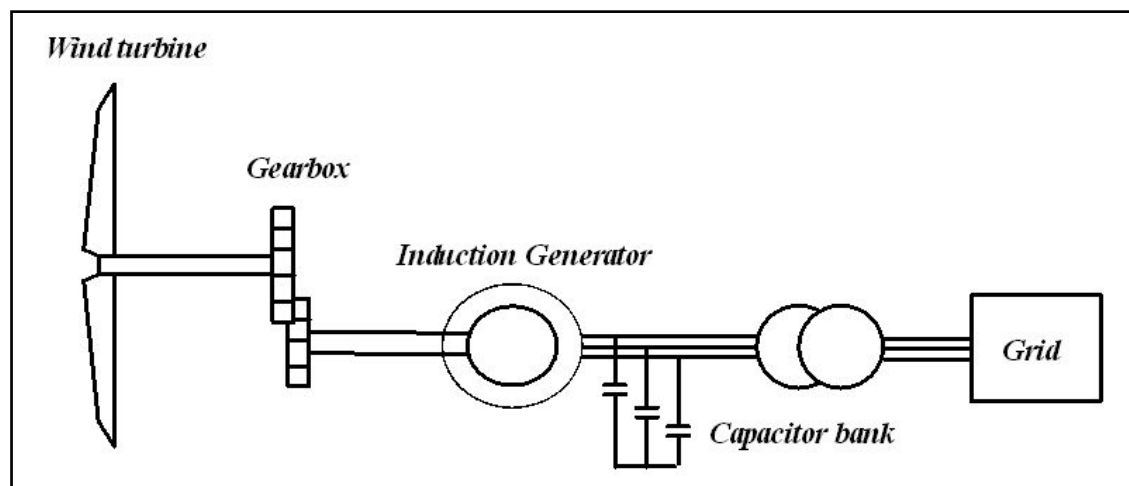 Wind turbine
Gearbox
Induction Generator
Grid
Capacitor bank